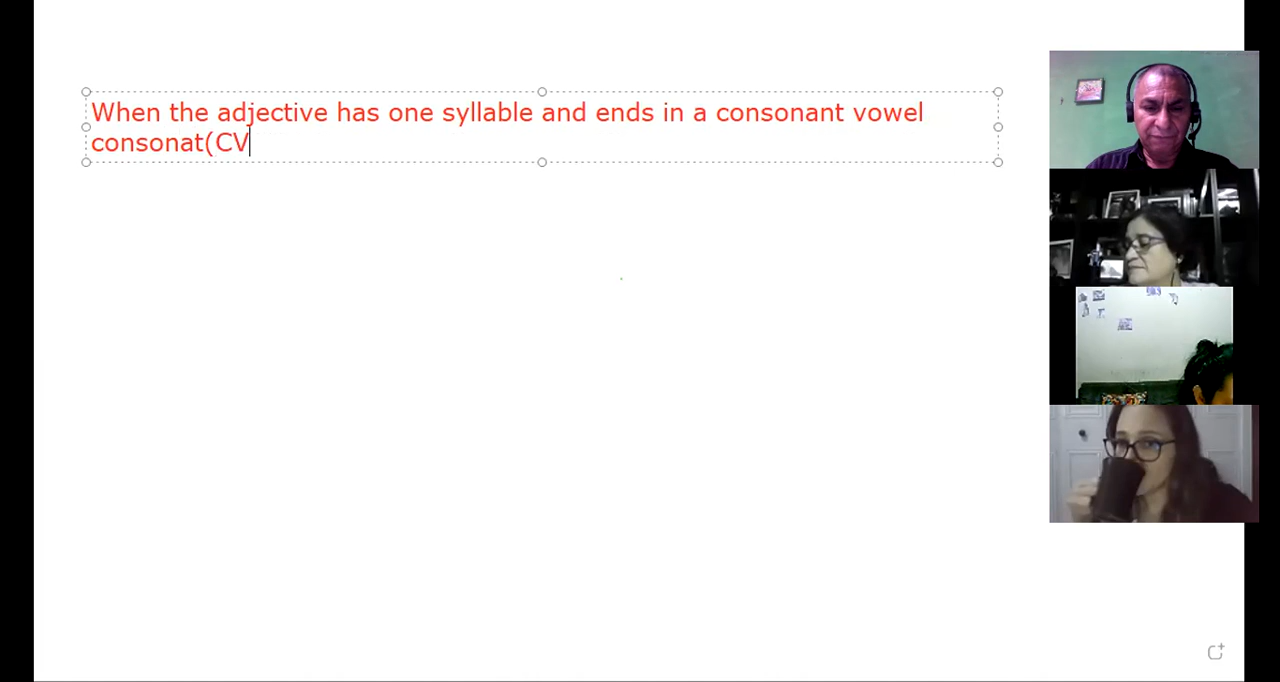 When the adjective has one syllable and ends in a consonant vowel
consonat(CV